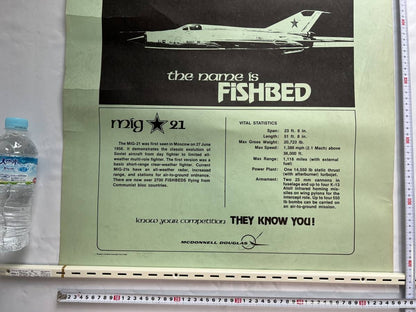 the name is
FISHBED
mig ★ 21
The MIG-21 was first seen in Moscow on 27 June
1956. It demonstrates the classic evolution of
Soviet aircraft from day fighter to limited all-
weather multi-role fighter. The first version was a
basic short-range clear-weather fighter. Current
MIG-21s have an all-weather radar, increased
range, and stations for air-to-ground ordnance.
There are now over 2700 FISHBEDS flying from
Communist bloc countries.
VITAL STATISTICS
Span: 23 ft. 8 in.
Length: 51 ft. 8 in.
Max Gross Weight: 20,723 lb.
Max Speed: 1,386 mph (2.1 Mach) above
36,000 ft.
Max Range: 1,118 miles (with external
fuel)
Power Plant: One 14,550 lb static thrust
(with afterburner) turbojet.
Armament: Two 23 mm cannons in
fuselage and up to four K-13
Atoll infrared homing mis-
siles on wing pylons for the
intercept role. Up to four 550
lb bombs can be carried on
an air-to-ground mission.
know your competition THEY KNOW YOU!
MCDONNELL DOUGLAS